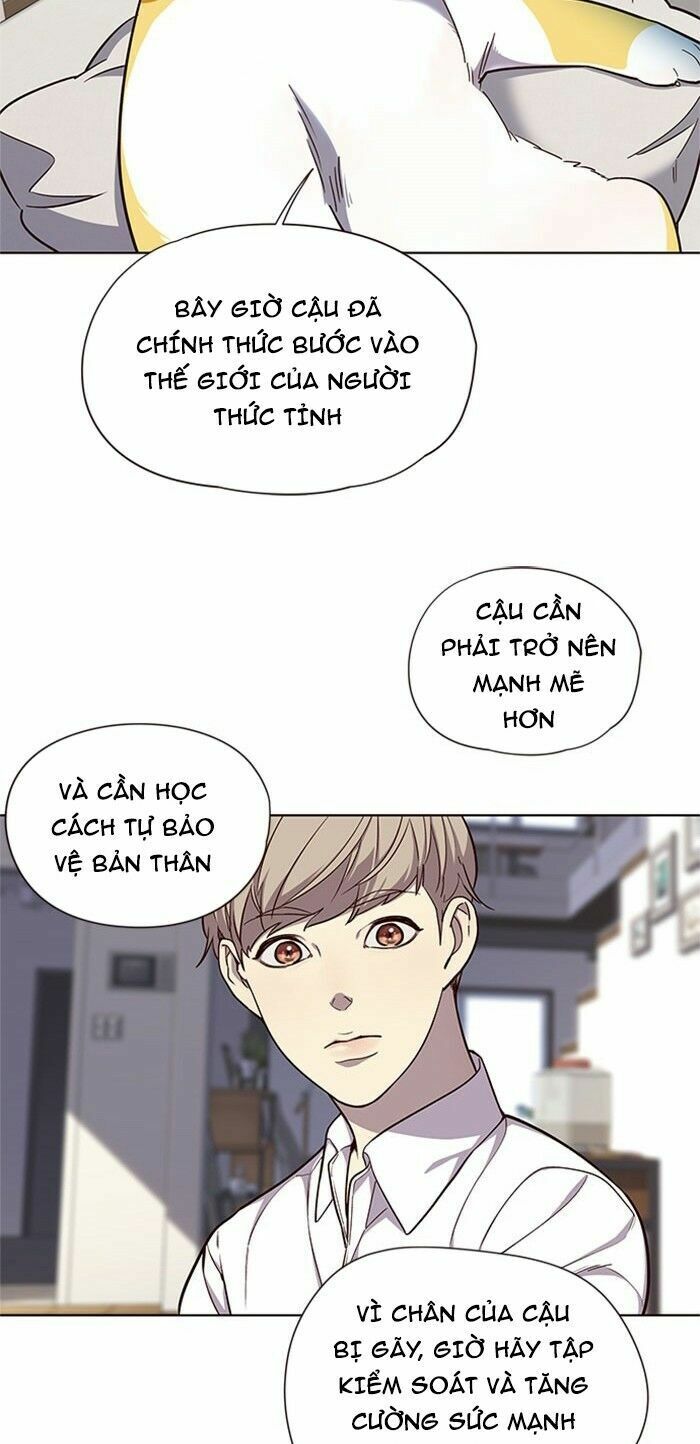 BÂY GIỜ CẬU ĐÃ
CHÍNH THỨC BƯỚC VÀO
THẾ GIỚI CỦA NGƯỜI
THỨC TỈNH
CẬU CẦN
PHẢI TRỞ NÊN
MẠNH MẼ
HƠN
VÀ CẦN HỌC
CÁCH TỰ BẢO
VỆ BẢN THÂN
VÌ CHÂN CỦA CẬU
BỊ GÃY, GIỜ HÃY TẬP
KIỂM SOÁT VÀ TĂNG
CƯỜNG SỨC MẠNH